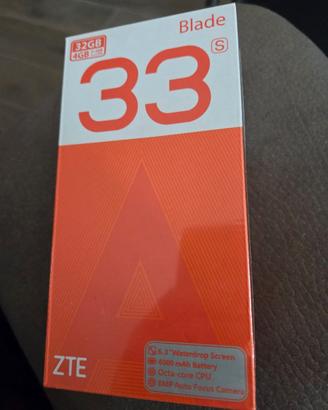 Blade
32GB
4GB
33 S
ZTE
6.3"Waterdrop Screen
4000 mAh Battery
Octa-core CPU
8MP Auto Focus Camera